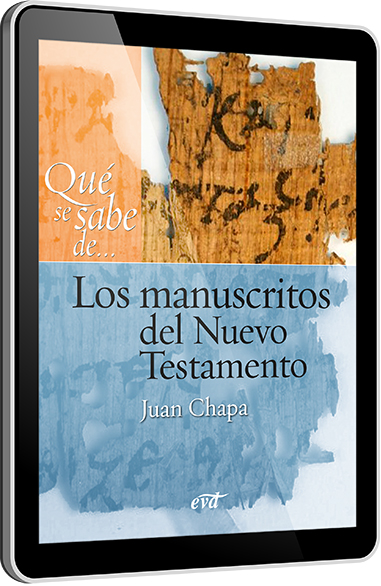 Qué
se sabe
de...
Los manuscritos
del Nuevo
Testamento
Juan Chapa
evd